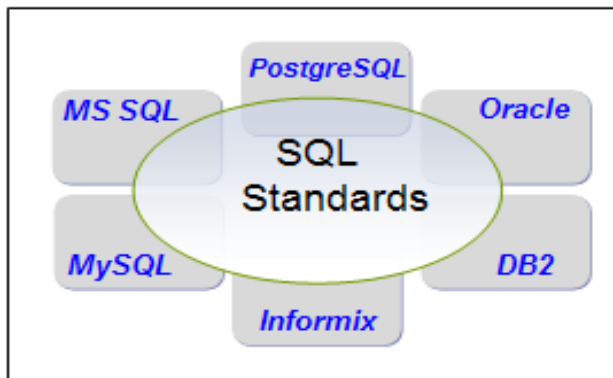 PostgreSQL
MS SQL
Oracle
SQL
Standards
MySQL
DB2
Informix